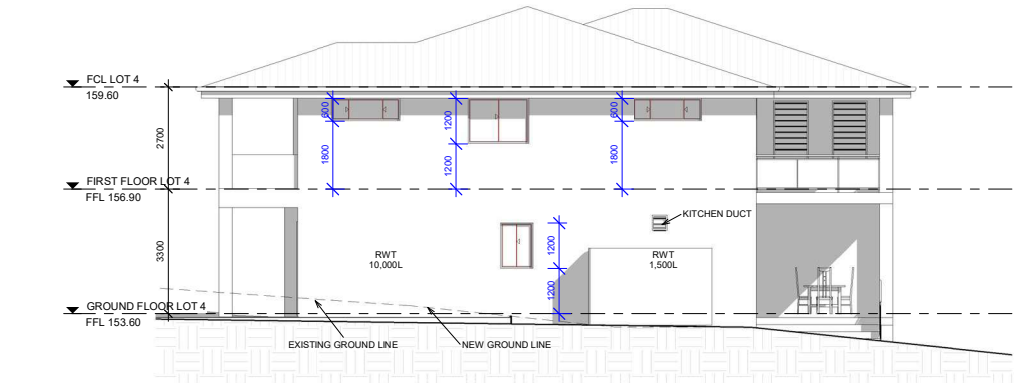 FCL LOT 4
159.60
2700
600
1800
1200
1200
600
1800
FIRST FLOOR LOT 4
FFL 156.90
3300
KITCHEN DUCT
1200
1200
RWT
10,000L
RWT
1,500L
GROUND FLOOR LOT 4
FFL 153.60
EXISTING GROUND LINE
NEW GROUND LINE